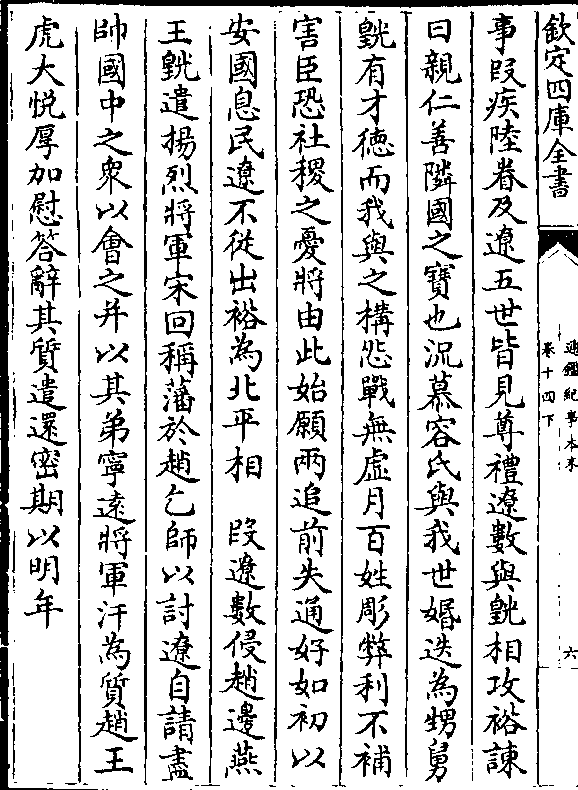 欽定四庫全書
通鑑紀事本末
卷十四下
六
事叚疾陸眷及遼五世皆見尊禮遼數與皝相攻裕諫
曰親仁善隣國之寳也況慕容氏與我世婚迭為甥舅
皝有才徳而我與之構怨戰無虛月百姓彫弊利不補
害臣恐社稷之憂將由此始願兩追前失通好如初以
安國息民遼不從出裕為北平相　叚遼數侵趙邊燕
王皝遣揚烈將軍宋回稱藩於趙乞師以討遼自請盡
帥國中之衆以會之并以其弟寧逺將軍汗為質趙王
虎大悅厚加慰答辭其質遣還密期以明年